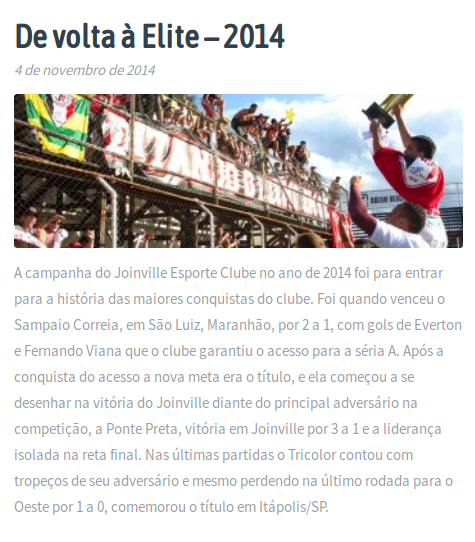 De volta à Elite – 2014
4 de novembro de 2014
A campanha do Joinville Esporte Clube no ano de 2014 foi para entrar
para a história das maiores conquistas do clube. Foi quando venceu o
Sampaio Correia, em São Luiz, Maranhão, por 2 a 1, com gols de Everton
e Fernando Viana que o clube garantiu o acesso para a séria A. Após a
conquista do acesso a nova meta era o título, e ela começou a se
desenhar na vitória do Joinville diante do principal adversário na
competição, a Ponte Preta, vitória em Joinville por 3 a 1 e a liderança
isolada na reta final. Nas últimas partidas o Tricolor contou com
tropeços de seu adversário e mesmo perdendo na último rodada para o
Oeste por 1 a 0, comemorou o título em Itápolis/SP.